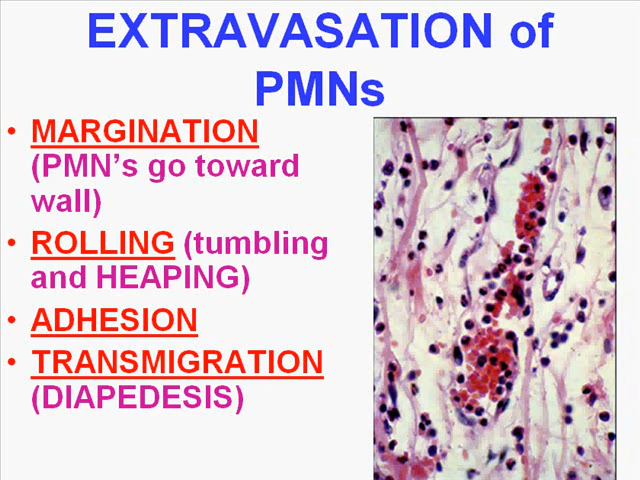 EXTRAVASATION of
PMNs
• MARGINATION
(PMN's go toward
wall)
• ROLLING (tumbling
and HEAPING)
• ADHESION
• TRANSMIGRATION
(DIAPEDESIS)